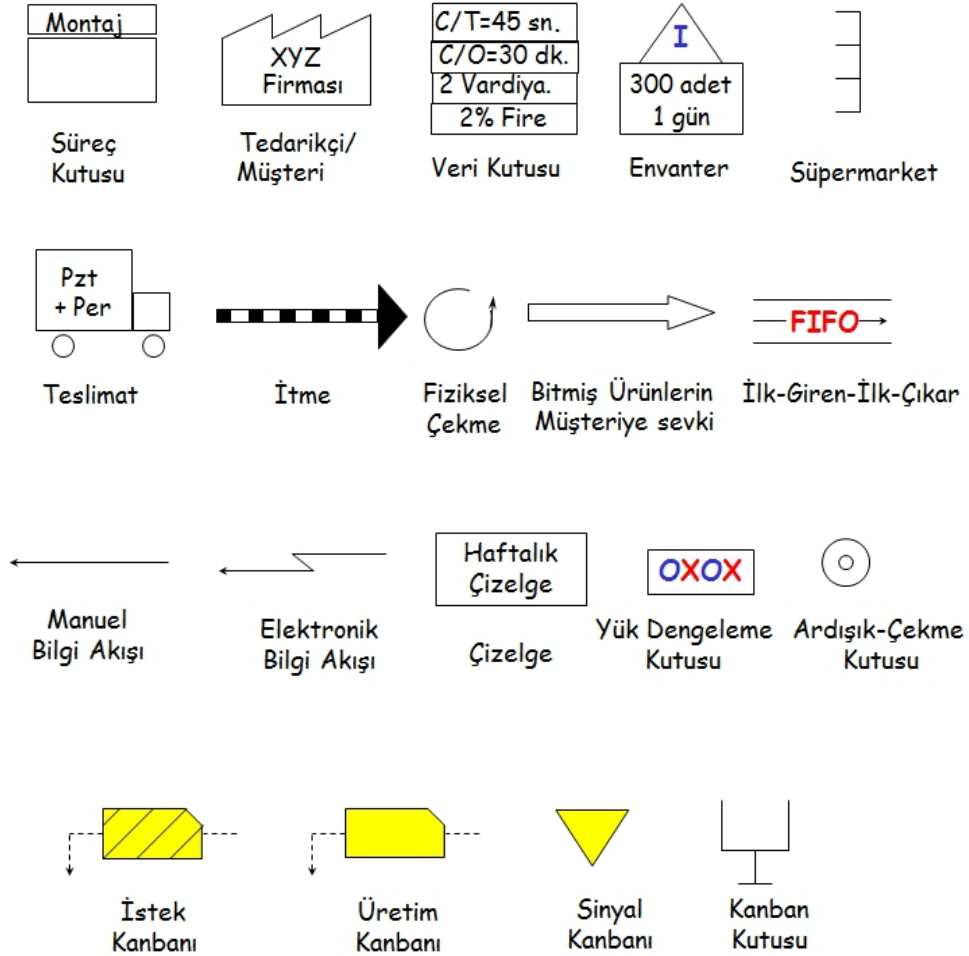 Montaj
Süreç
Kutusu
XYZ
Firması
Tedarikçi/
Müşteri
C/T=45 sn.
C/O=30 dk.
2 Vardiya.
2% Fire
Veri Kutusu
I
300 adet
1 gün
Envanter
Süpermarket
Pzt
+ Per
Teslimat
İtme
Fiziksel
Çekme
Bitmiş Ürünlerin
Müşteriye sevki
FIFO
İlk-Giren-İlk-Çıkar
Manuel
Bilgi Akışı
Elektronik
Bilgi Akışı
Haftalık
Çizelge
Çizelge
OXOX
Yük Dengeleme
Kutusu
Ardışık-Çekme
Kutusu
İstek
Kanbanı
Üretim
Kanbanı
Sinyal
Kanbanı
Kanban
Kutusu